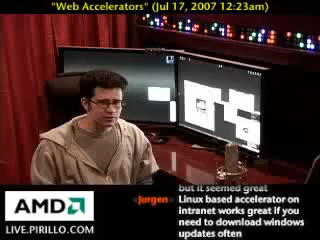 "Web Accelerators" (Jul 17, 2007 12:23am)
but it seemed great
Jurgen Linux based accelerator on
intranet works great if you
need to download windows
updates often
AMD
LIVE.PIRILLO.COM